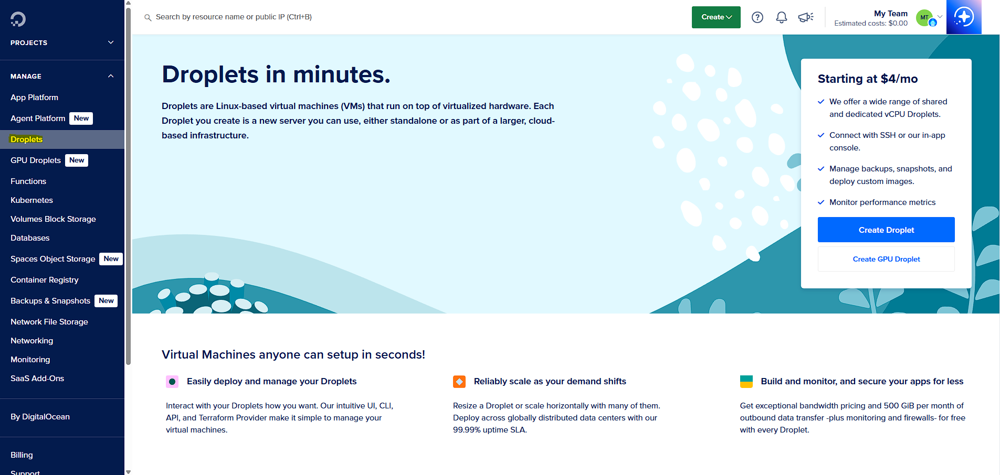 Search by resource name or public IP (Ctrl+B)
Create
My Team
Estimated costs: $0.00
MT
PROJECTS
MANAGE
App Platform
Agent Platform New
Droplets
GPU Droplets New
Functions
Kubernetes
Volumes Block Storage
Databases
Spaces Object Storage New
Container Registry
Backups & Snapshots New
Network File Storage
Networking
Monitoring
SaaS Add-Ons
By DigitalOcean
Billing
Support
Droplets in minutes.
Droplets are Linux-based virtual machines (VMs) that run on top of virtualized hardware. Each
Droplet you create is a new server you can use, either standalone or as part of a larger, cloud-
based infrastructure.
Starting at $4/mo
We offer a wide range of shared
and dedicated vCPU Droplets.
Connect with SSH or our in-app
console.
Manage backups, snapshots, and
deploy custom images.
Monitor performance metrics
Create Droplet
Create GPU Droplet
Virtual Machines anyone can setup in seconds!
Easily deploy and manage your Droplets
Interact with your Droplets how you want. Our intuitive UI, CLI,
API, and Terraform Provider make it simple to manage your
virtual machines.
Reliably scale as your demand shifts
Resize a Droplet or scale horizontally with many of them.
Deploy across globally distributed data centers with our
99.99% uptime SLA.
Build and monitor, and secure your apps for less
Get exceptional bandwidth pricing and 500 GiB per month of
outbound data transfer -plus monitoring and firewalls- for free
with every Droplet.